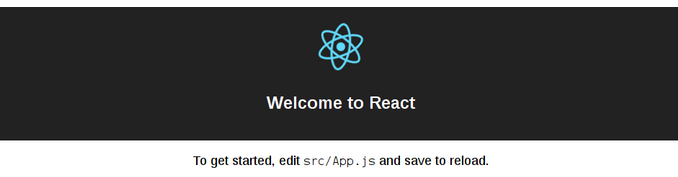 Welcome to React
To get started, edit src/App.js and save to reload.